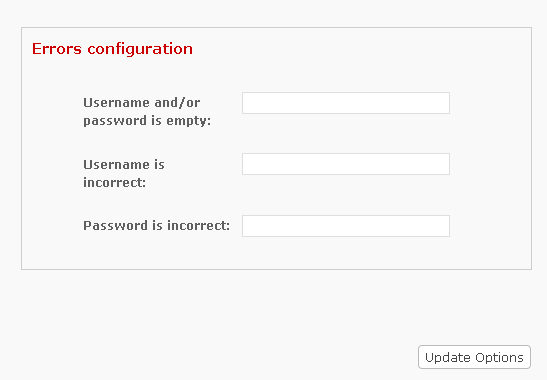 Errors configuration
Username and/or
password is empty:
Username is
incorrect:
Password is incorrect:
Update Options